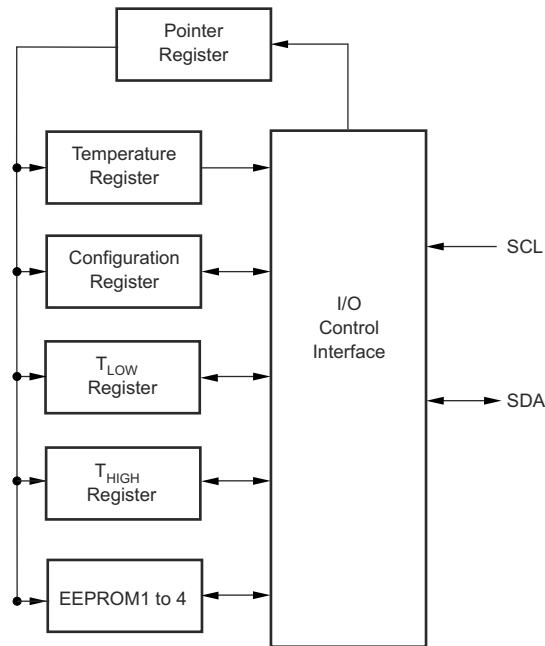 Pointer
Register
Temperature
Register
Configuration
Register
TLOW
Register
THIGH
Register
EEPROM1 to 4
I/O
Control
Interface
SCL
SDA